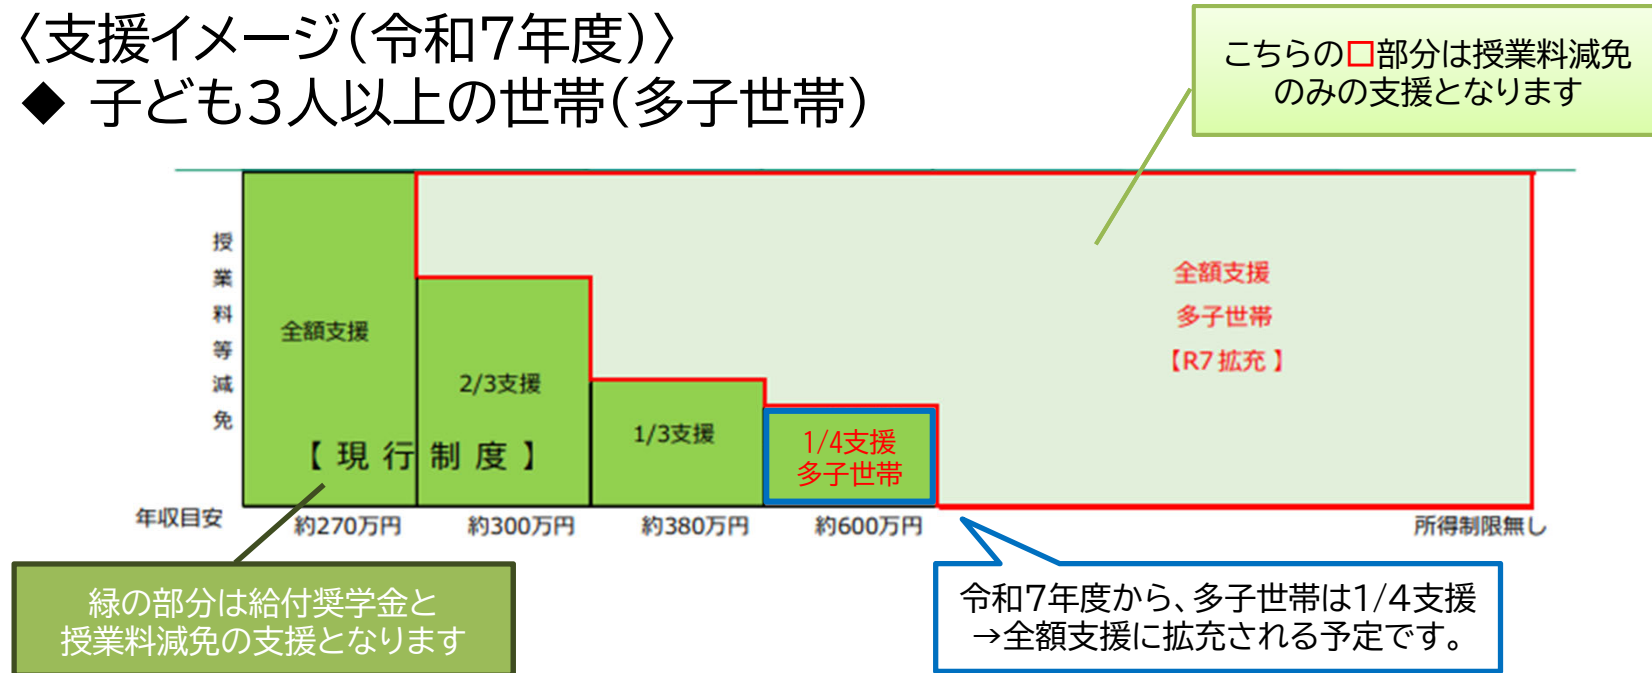 〈支援イメージ(令和７年度)〉
◆ 子ども３人以上の世帯(多子世帯)
こちらの□部分は授業料減免
のみの支援となります
授業料等減免
全額支援
2/3支援
1/3支援
1/4支援
多子世帯
【現行制度】
全額支援
多子世帯
【R7 拡充 】
年収目安
約270万円
約300万円
約380万円
約600万円
所得制限無し
緑の部分は給付奨学金と
授業料減免の支援となります
令和７年度から、多子世帯は１/４支援
→全額支援に拡充される予定です。